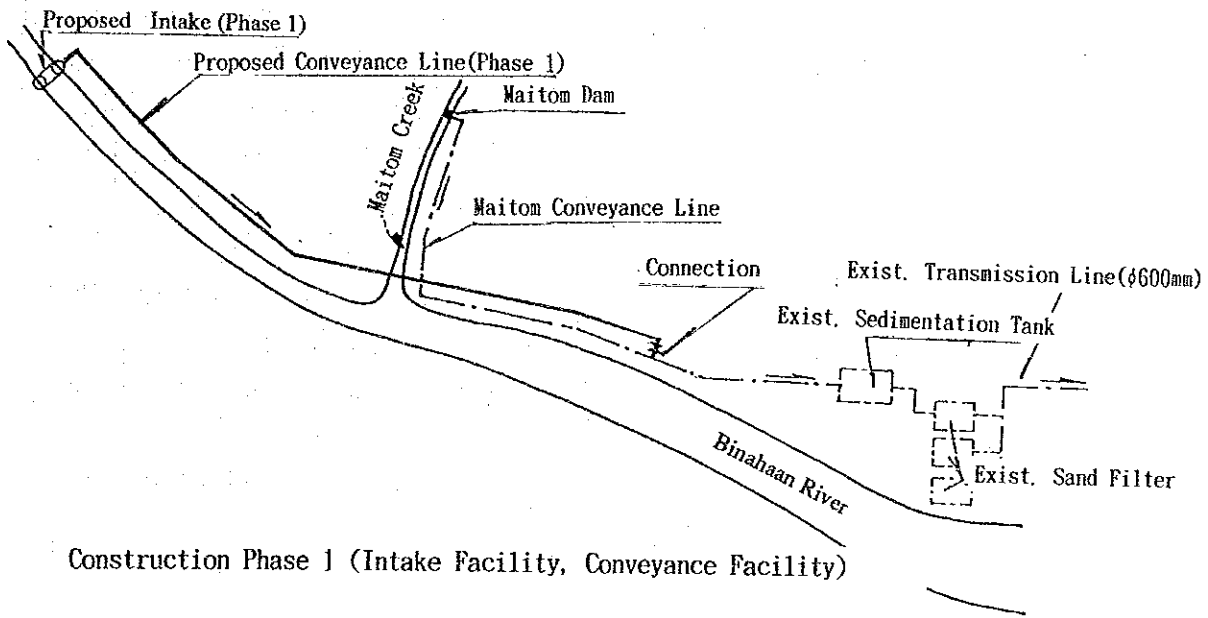 Proposed Intake (Phase 1)
Proposed Conveyance Line(Phase 1)
Maitom Dam
Maitom Creek
Maitom Conveyance Line
Connection
Exist. Transmission Line(φ600mm)
Exist. Sedimentation Tank
Binahaan River
Exist. Sand Filter
Construction Phase 1 (Intake Facility, Conveyance Facility)